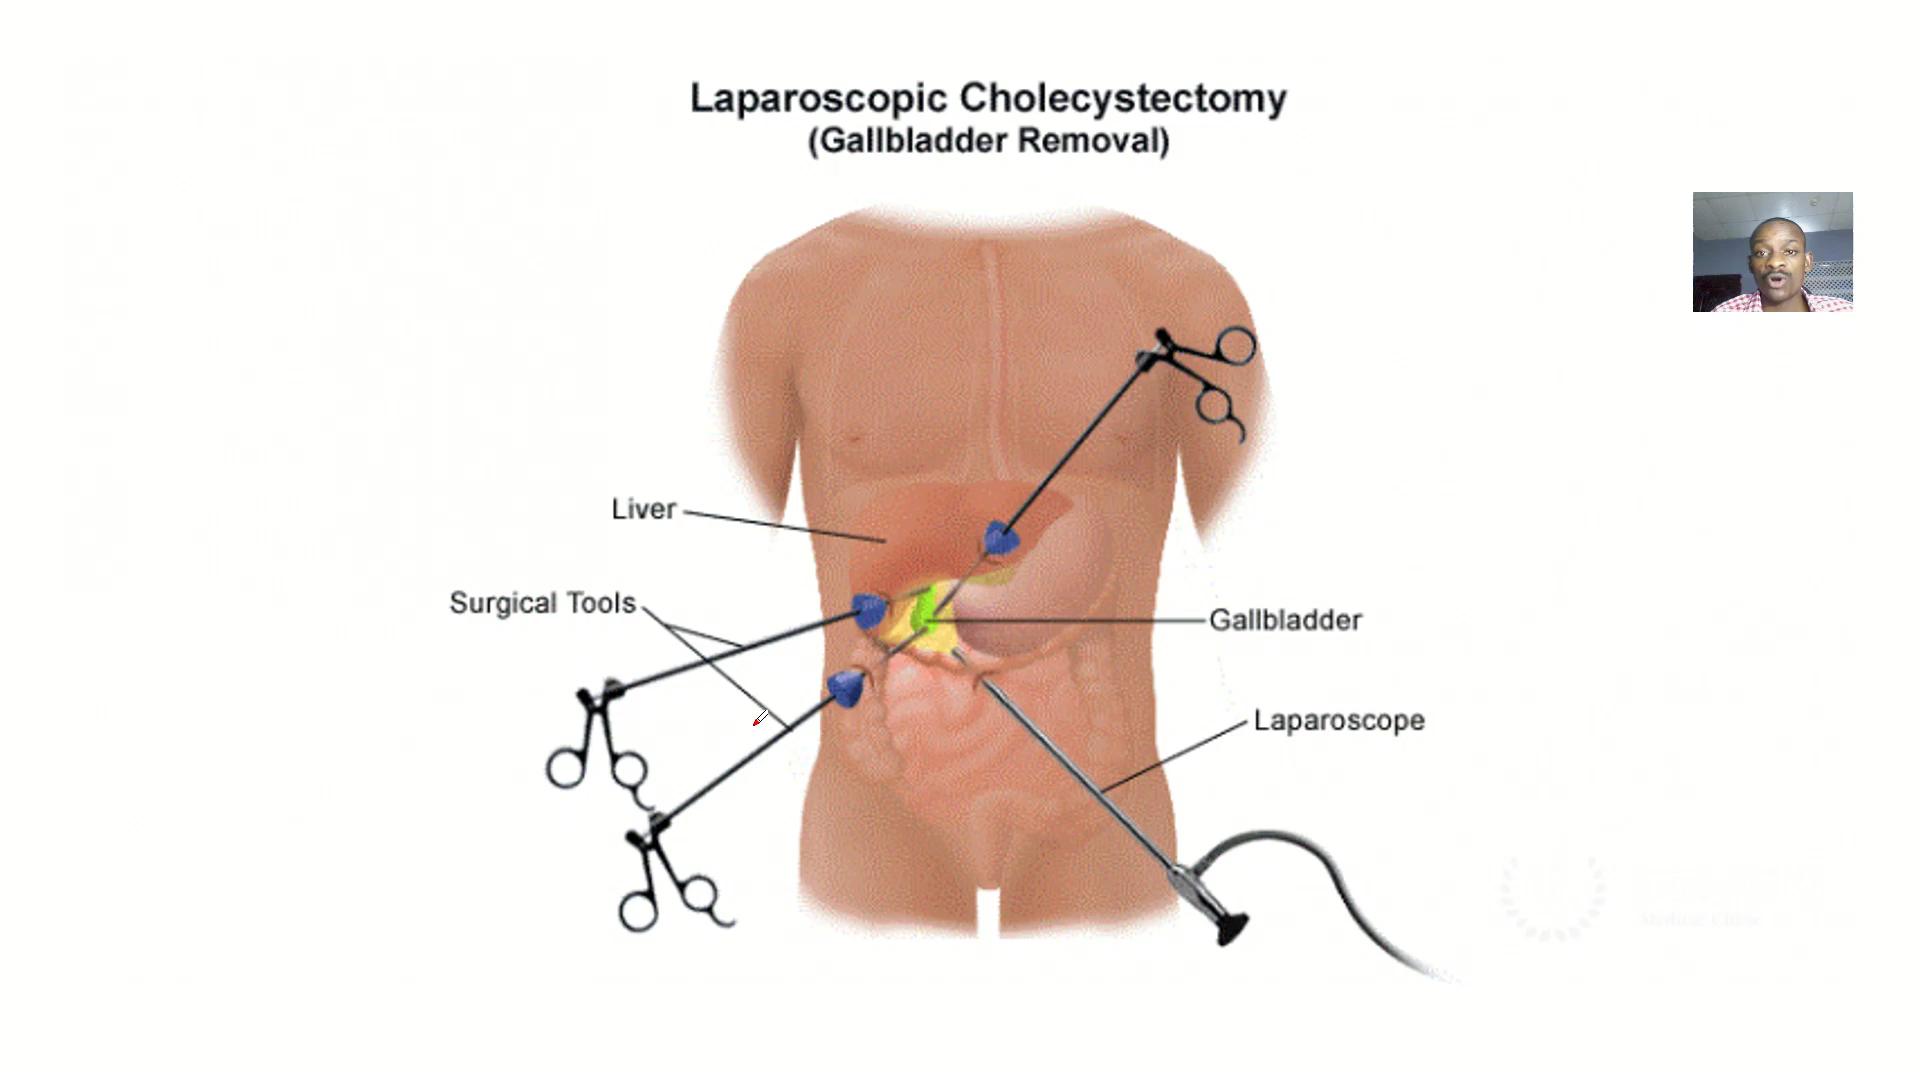 Laparoscopic Cholecystectomy
(Gallbladder Removal)
Liver
Surgical Tools
Gallbladder
Laparoscope